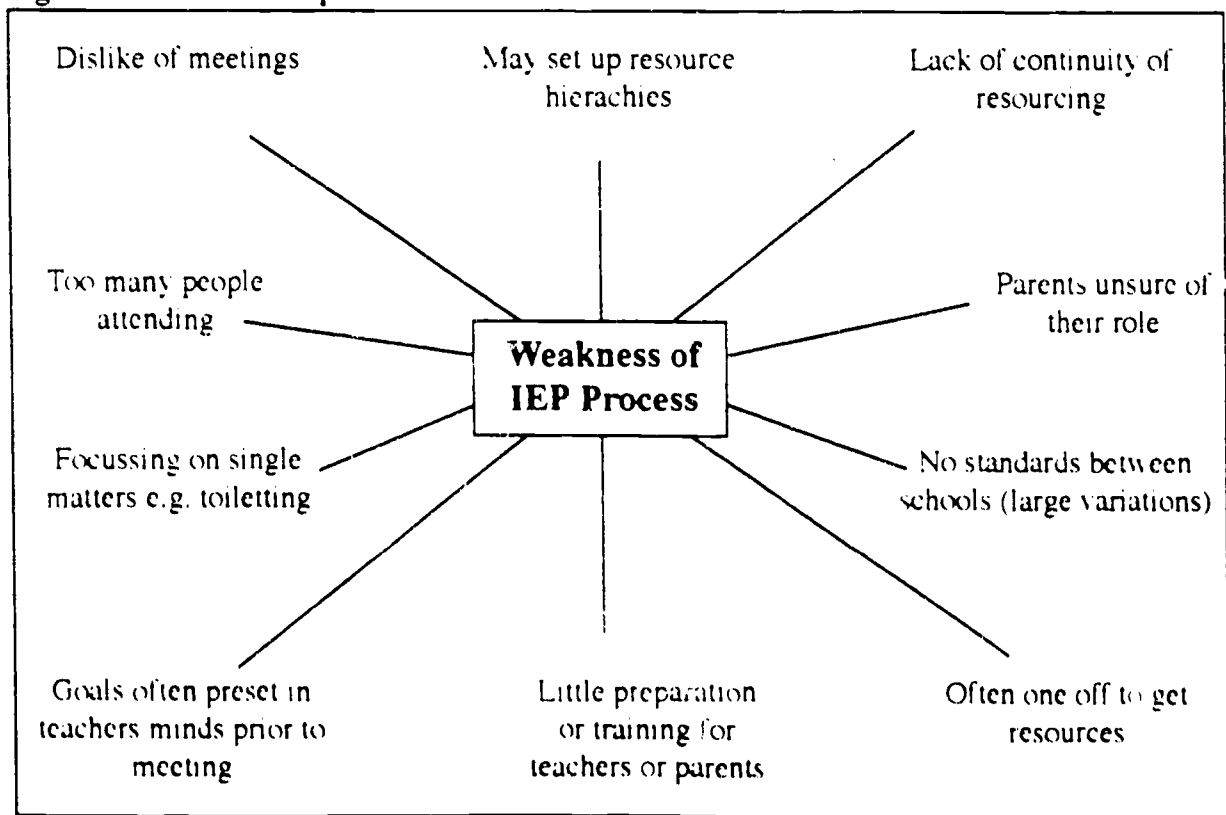 Dislike of meetings
May set up resource
hierachies
Lack of continuity of
resourcing
Too many people
attending
Parents unsure of
their role
Weakness of
IEP Process
Focussing on single
matters e.g. toiletting
No standards between
schools (large variations)
Goals often preset in
teachers minds prior to
meeting
Little preparation
or training for
teachers or parents
Often one off to get
resources